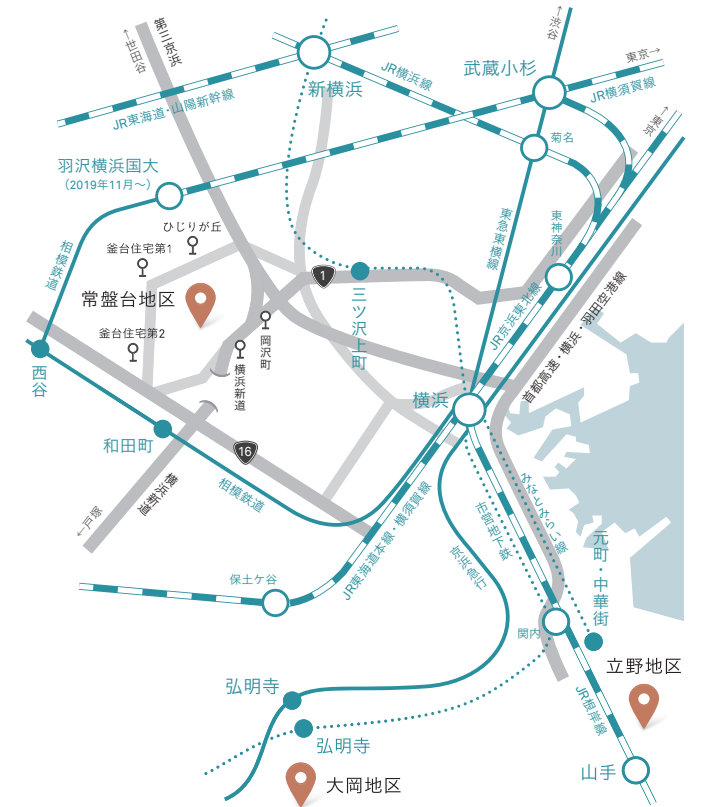 ←渋谷
第三京浜
←世田谷
東京→
武蔵小杉
JR横浜線
新横浜
JR横須賀線
JR東海道・山陽新幹線
←東京
菊名
羽沢横浜国大
（2019年11月〜）
東急東横線
東神奈川
ひじりが丘
相模鉄道
釜台住宅第1
1
三ツ沢上町
常盤台地区
JR京浜東北線
首都高速・横浜・羽田空港線
釜台住宅第2
岡沢町
横浜新道
西谷
横浜
和田町
16
横浜新道
相模鉄道
←戸塚
JR東海道本線・横須賀線
市営地下鉄
みなとみらい線
京浜急行
元町・中華街
保土ケ谷
関内
立野地区
弘明寺
JR根岸線
弘明寺
山手
大岡地区